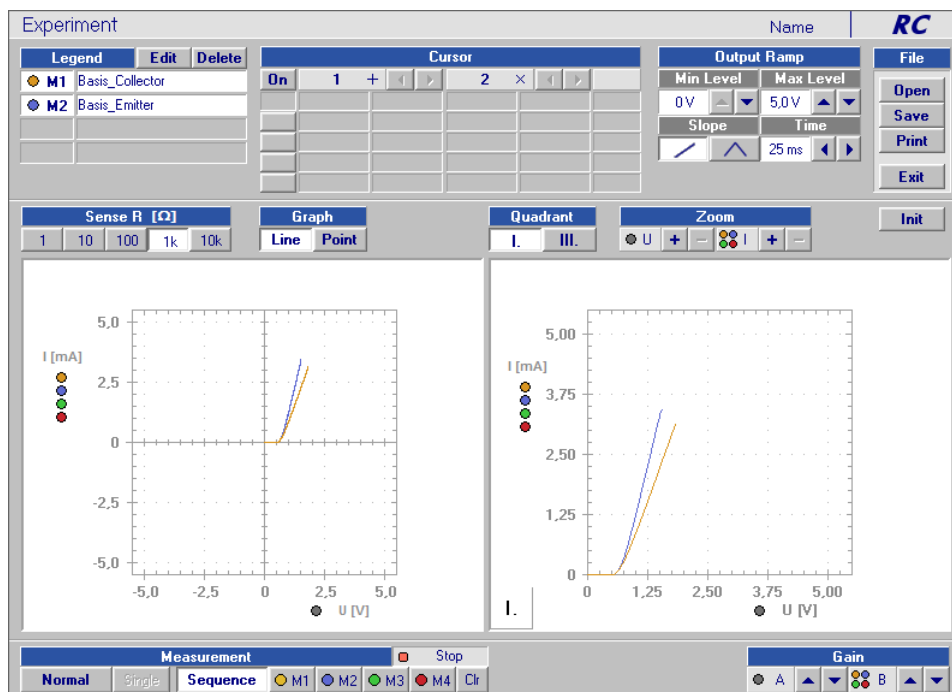 Experiment Name RC
Legend Edit Delete Cursor Output Ramp File
M1 Basis_Collector On 1 + 2 × Min Level Max Level
M2 Basis_Emitter 0 V 5,0 V Open
Slope Time Save
25 ms Print
Exit
Sense R [Ω] Graph Quadrant Zoom Init
1 10 100 1k 10k Line Point I. III. U + − I + −
5,0
I [mA]
2,5
0
-2,5
-5,0
-5,0 -2,5 0 2,5 5,0
U [V]
5,00
I [mA]
3,75
2,50
1,25
0
0 1,25 2,50 3,75 5,00
I. U [V]
Measurement Stop Gain
Normal Single Sequence M1 M2 M3 M4 Clr A B